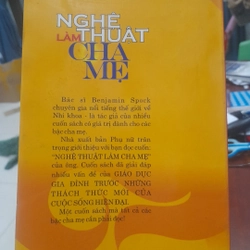 NGHỆ
LÀM THUẬT
CHA
MẸ
Bác sĩ Benjamin Spock
chuyên gia nổi tiếng thế giới về
Nhi khoa - là tác giả của nhiều
cuốn sách có giá trị dành cho các
bậc cha mẹ.
Nhà xuất bản Phụ nữ trân
trọng giới thiệu với bạn đọc cuốn
"NGHỆ THUẬT LÀM CHA MẸ"
của ông. Cuốn sách đã giải đáp
nhiều vấn đề của GIÁO DỤC
GIA ĐÌNH TRƯỚC NHỮNG
THÁCH THỨC MỚI CỦA
CUỘC SỐNG HIỆN ĐẠI.
Một cuốn sách mà tất cả các
bậc cha mẹ cần phải đọc!